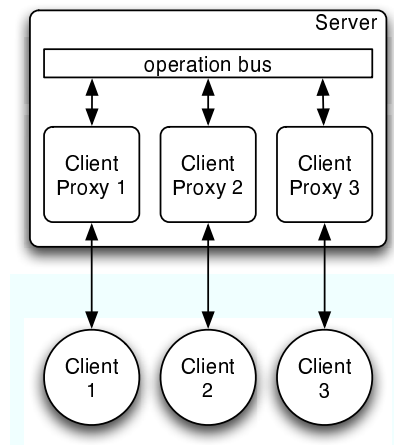 Server
operation bus
Client
Proxy 1
Client
Proxy 2
Client
Proxy 3
Client
1
Client
2
Client
3